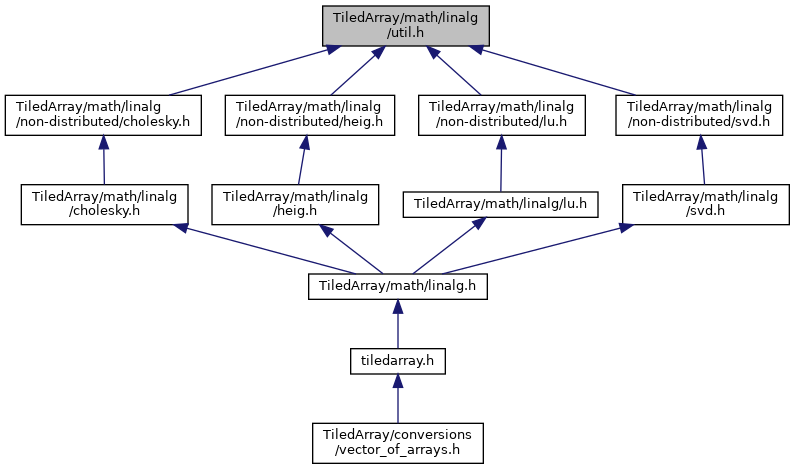 TiledArray/math/linalg
/util.h
TiledArray/math/linalg
/non-distributed/cholesky.h
TiledArray/math/linalg
/non-distributed/heig.h
TiledArray/math/linalg
/non-distributed/lu.h
TiledArray/math/linalg
/non-distributed/svd.h
TiledArray/math/linalg
/cholesky.h
TiledArray/math/linalg
/heig.h
TiledArray/math/linalg/lu.h
TiledArray/math/linalg
/svd.h
TiledArray/math/linalg.h
tiledarray.h
TiledArray/conversions
/vector_of_arrays.h